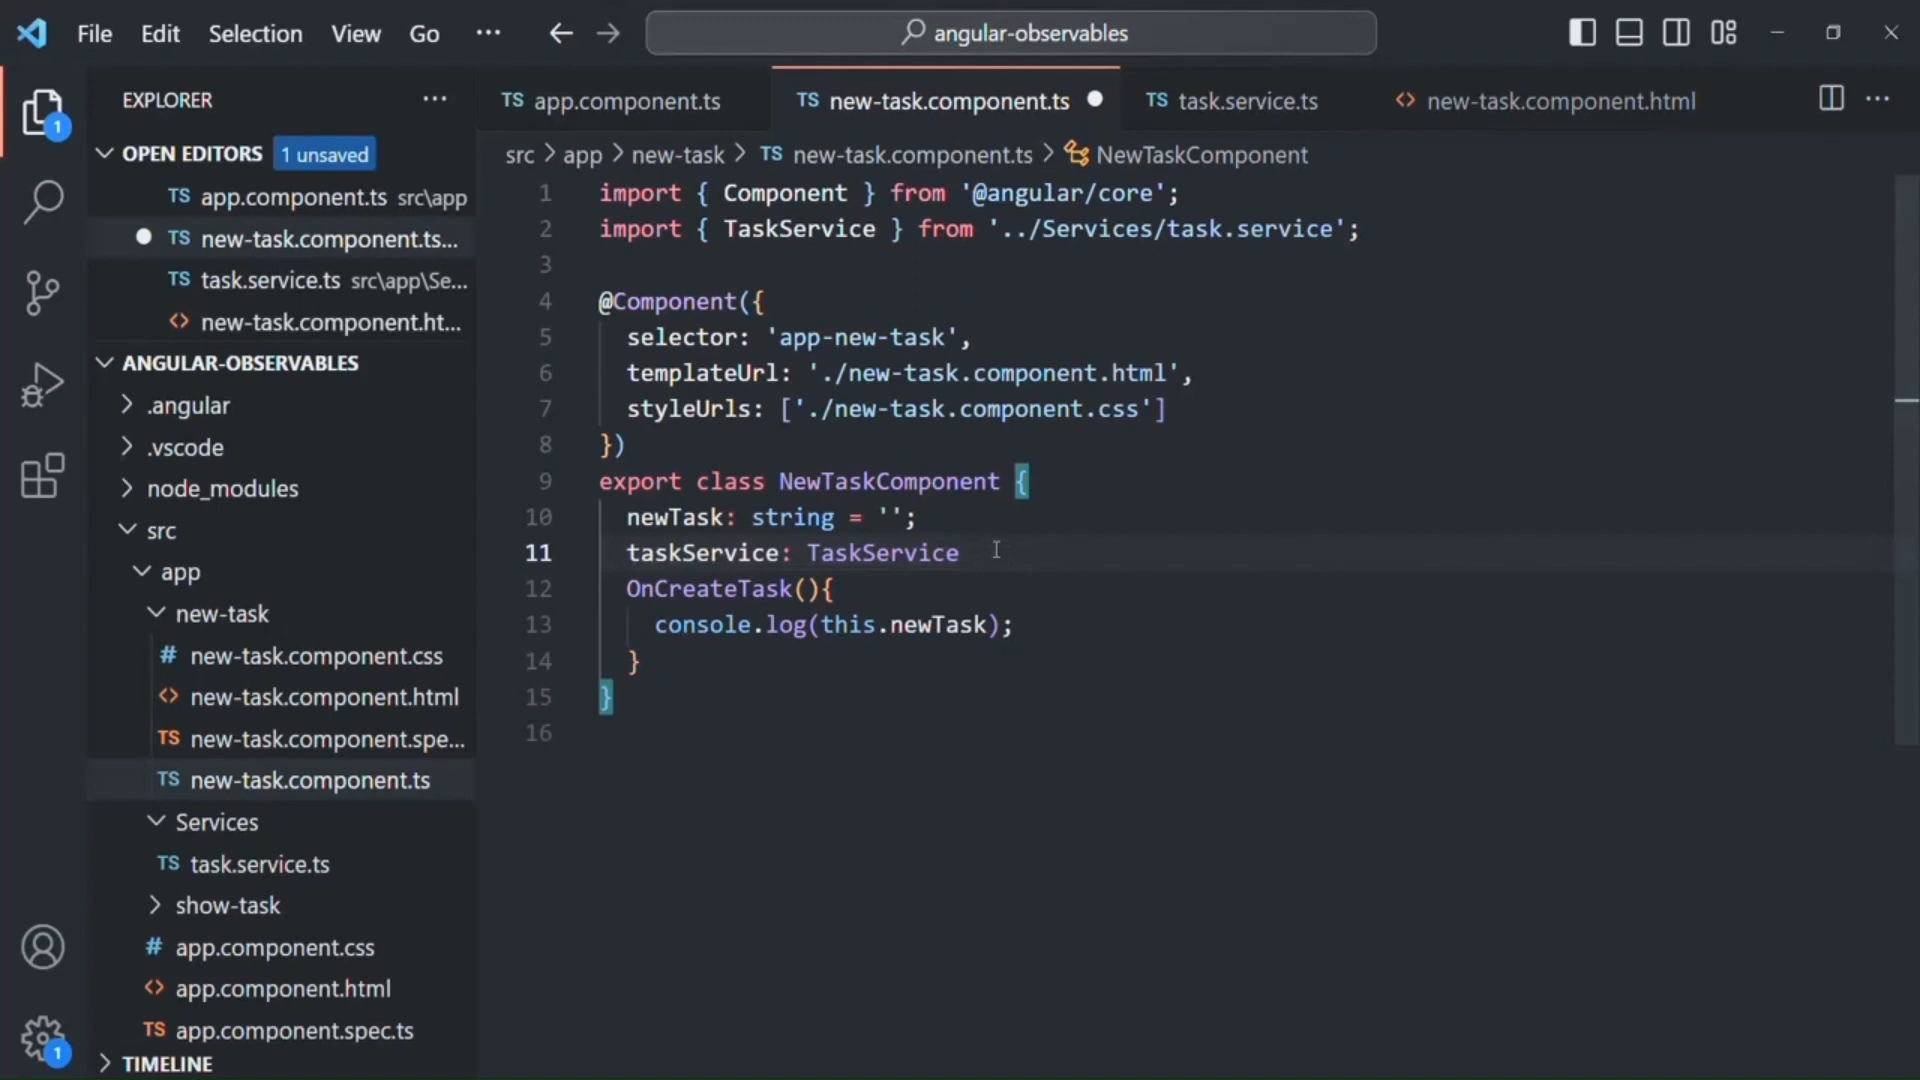 File Edit Selection View Go ··· angular-observables
EXPLORER ···
OPEN EDITORS 1 unsaved
TS app.component.ts src\app
TS new-task.component.ts...
TS task.service.ts src\app\Se...
<> new-task.component.ht...
ANGULAR-OBSERVABLES
.angular
.vscode
node_modules
src
app
new-task
# new-task.component.css
<> new-task.component.html
TS new-task.component.spe...
TS new-task.component.ts
Services
TS task.service.ts
show-task
# app.component.css
<> app.component.html
TS app.component.spec.ts
TIMELINE
1
1
TS app.component.ts TS new-task.component.ts TS task.service.ts <> new-task.component.html ···
src > app > new-task > TS new-task.component.ts > NewTaskComponent
1 import { Component } from '@angular/core';
2 import { TaskService } from '../Services/task.service';
3
4 @Component({
5 selector: 'app-new-task',
6 templateUrl: './new-task.component.html',
7 styleUrls: ['./new-task.component.css']
8 })
9 export class NewTaskComponent {
10 newTask: string = '';
11 taskService: TaskService
12 OnCreateTask(){
13 console.log(this.newTask);
14 }
15 }
16